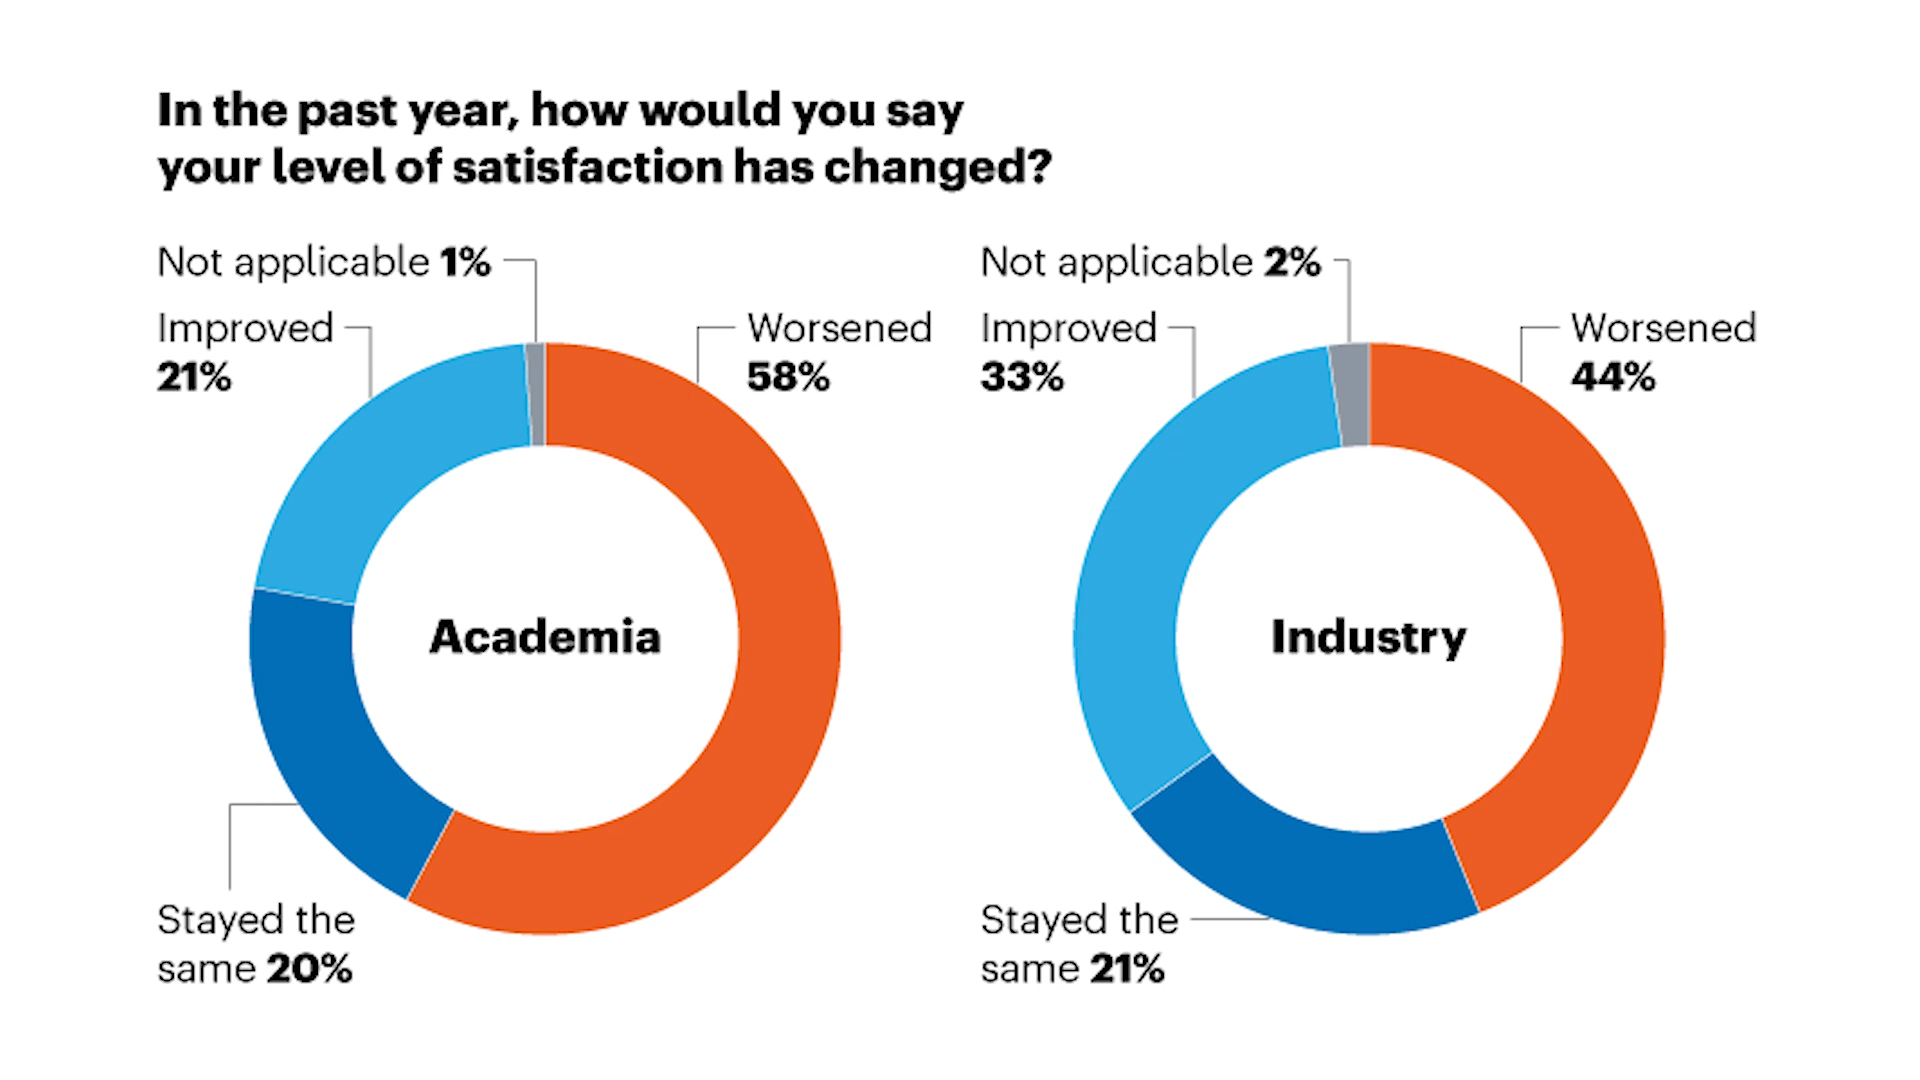 In the past year, how would you say
your level of satisfaction has changed?
Not applicable 1%
Improved
21%
Worsened
58%
Academia
Stayed the
same 20%
Not applicable 2%
Improved
33%
Worsened
44%
Industry
Stayed the
same 21%